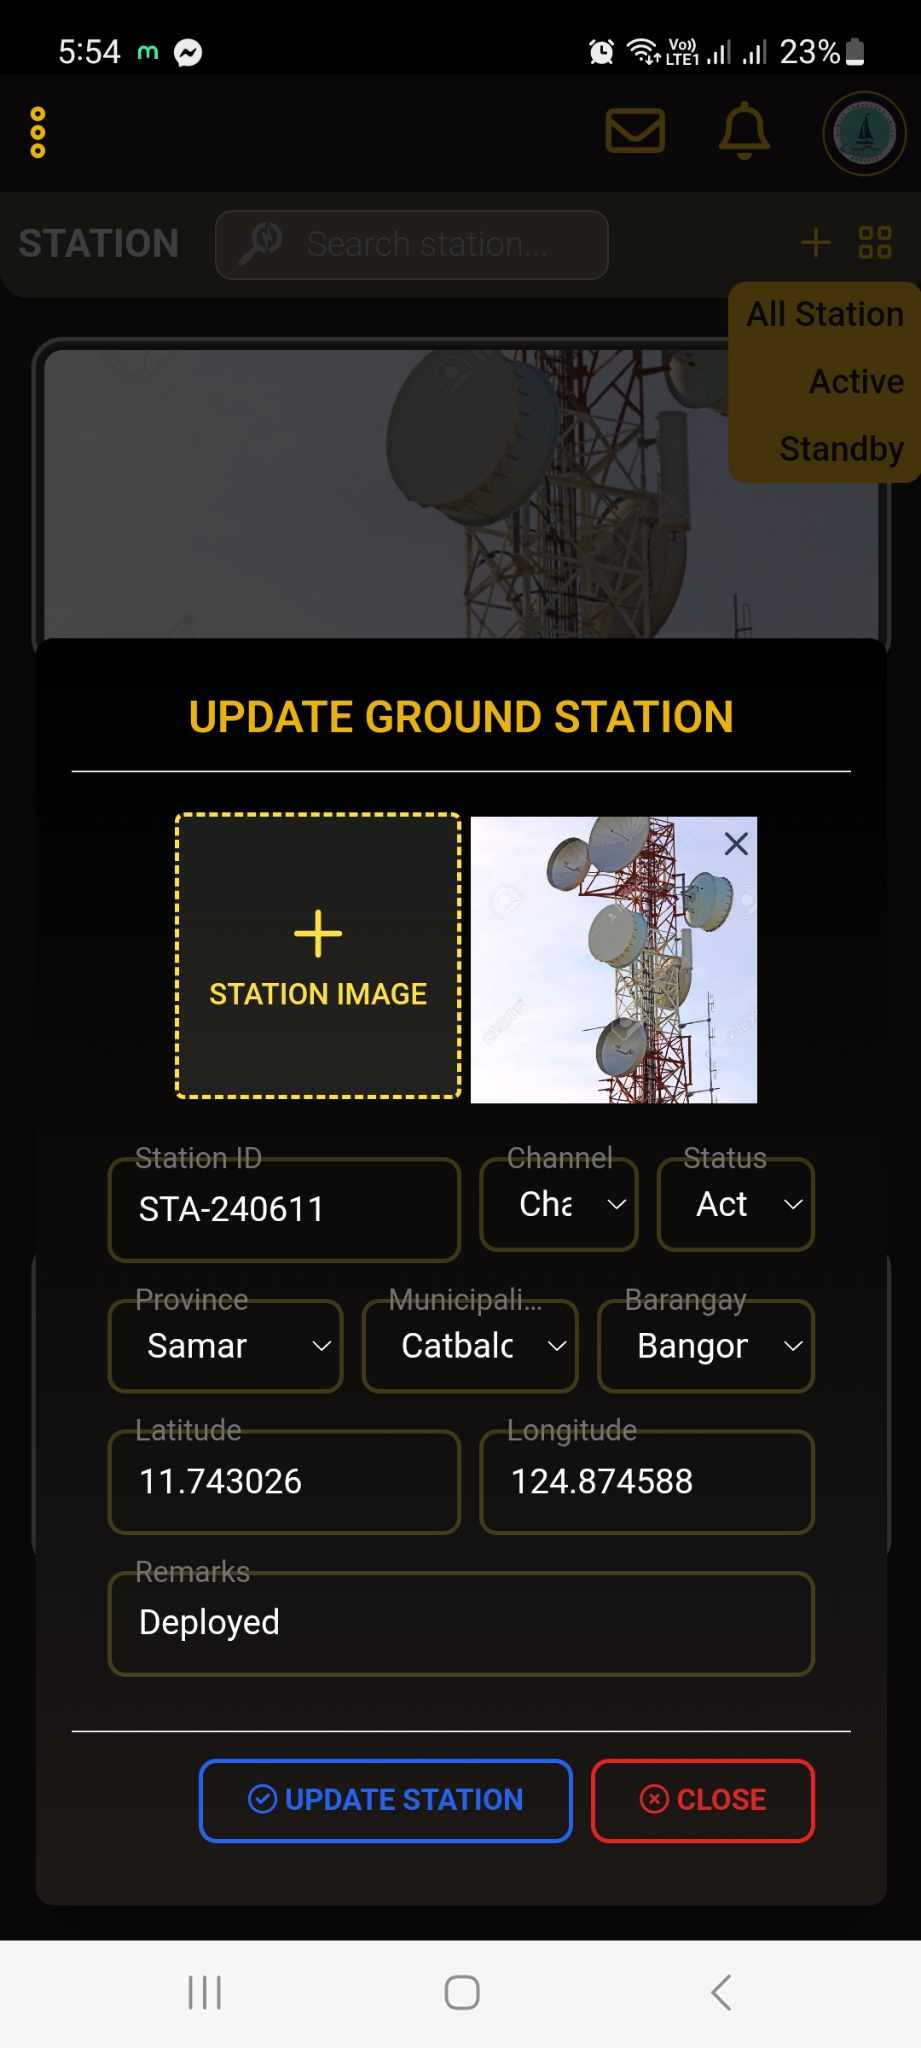 5:54
Vo))
LTE1
23%
STATION
Search station...
All Station
Active
Standby
UPDATE GROUND STATION
STATION IMAGE
Station ID
Channel
Status
STA-240611
Cha
Act
Province
Municipali...
Barangay
Samar
Catbalo
Bangon
Latitude
Longitude
11.743026
124.874588
Remarks
Deployed
UPDATE STATION
CLOSE